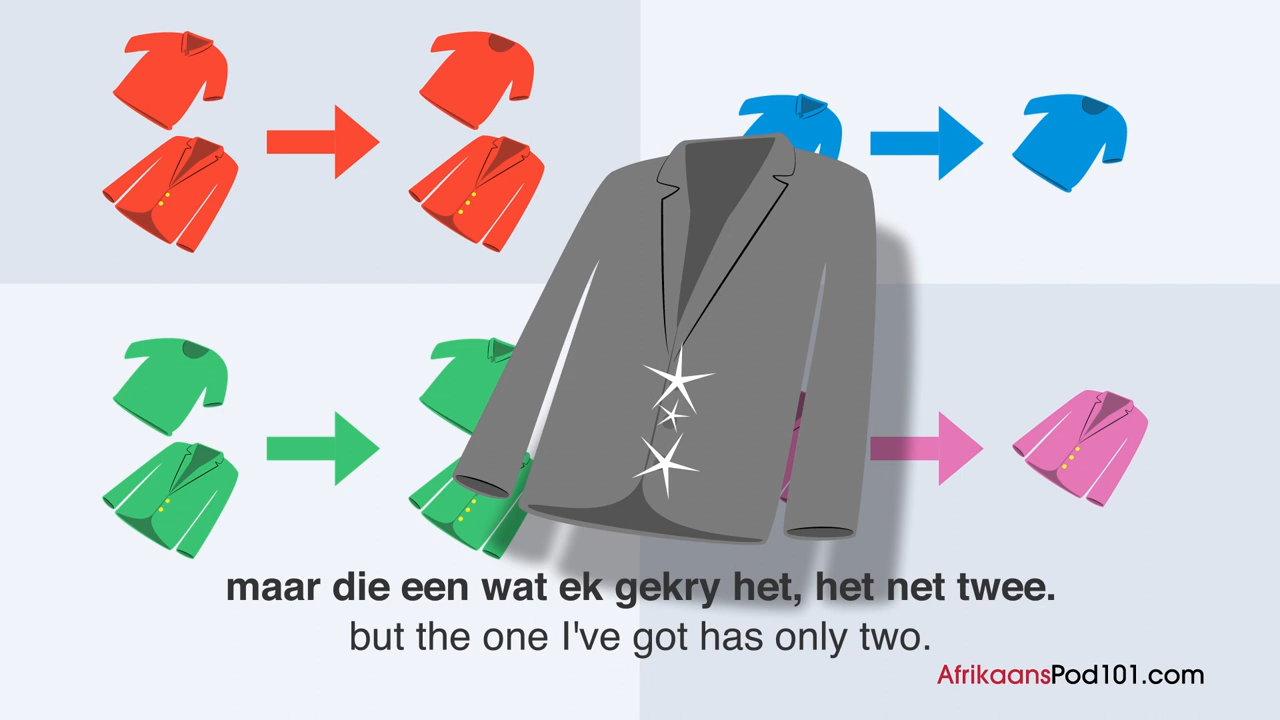 maar die een wat ek gekry het, het net twee.
but the one I've got has only two.
AfrikaansPod101.com